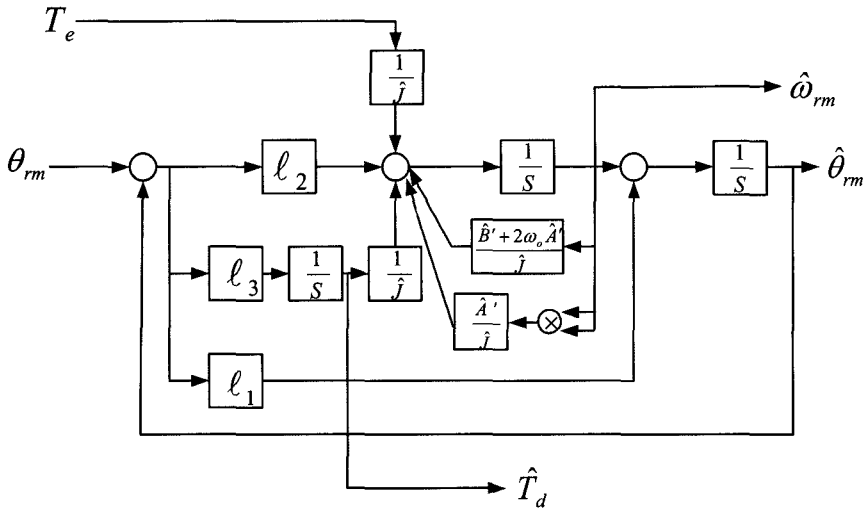 T_e
1
Ĵ
ω̂_rm
θ_rm
ℓ_2
1
S
1
S
θ̂_rm
B̂' + 2ω_o Â'
Ĵ
ℓ_3
1
S
1
Ĵ
Â'
Ĵ
×
ℓ_1
T̂_d